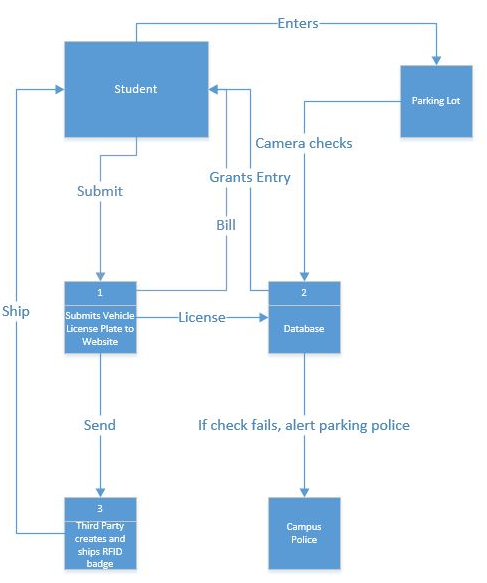 Enters
Student
Parking Lot
Camera checks
Grants Entry
Submit
Bill
1
Submits Vehicle
License Plate to
Website
License
2
Database
Ship
Send
If check fails, alert parking police
3
Third Party
creates and
ships RFID
badge
Campus
Police